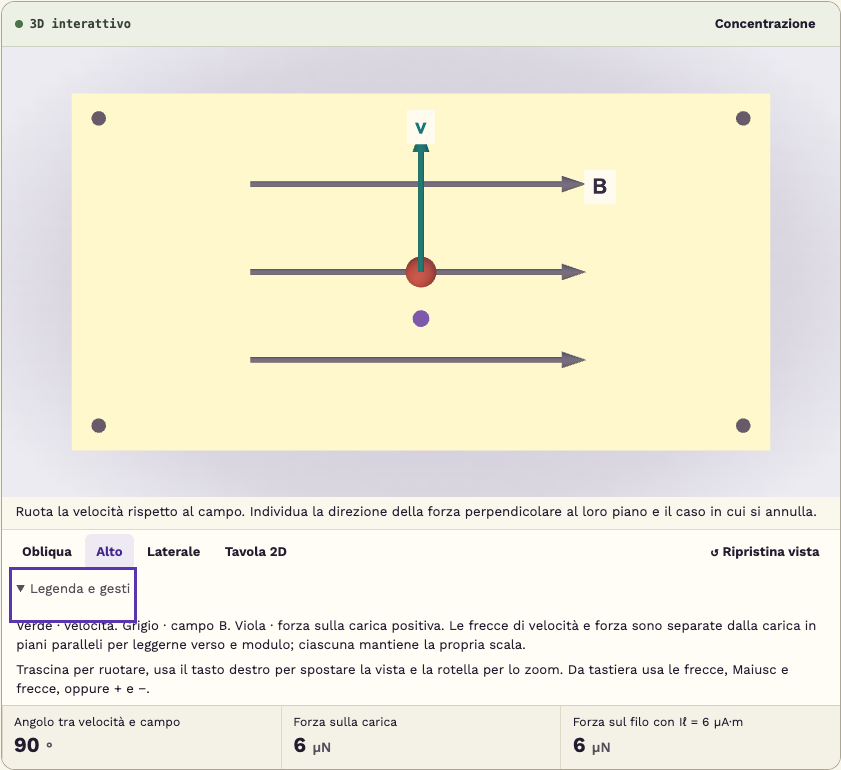 3D interattivo
Concentrazione
v
B
Ruota la velocità rispetto al campo. Individua la direzione della forza perpendicolare al loro piano e il caso in cui si annulla.
Obliqua Alto Laterale Tavola 2D
↺ Ripristina vista
▼ Legenda e gesti
Verde · velocità. Grigio · campo B. Viola · forza sulla carica positiva. Le frecce di velocità e forza sono separate dalla carica in
piani paralleli per leggerne verso e modulo; ciascuna mantiene la propria scala.
Trascina per ruotare, usa il tasto destro per spostare la vista e la rotella per lo zoom. Da tastiera usa le frecce, Maiusc e
frecce, oppure + e −.
Angolo tra velocità e campo
90 °
Forza sulla carica
6 µN
Forza sul filo con Iℓ = 6 µA·m
6 µN